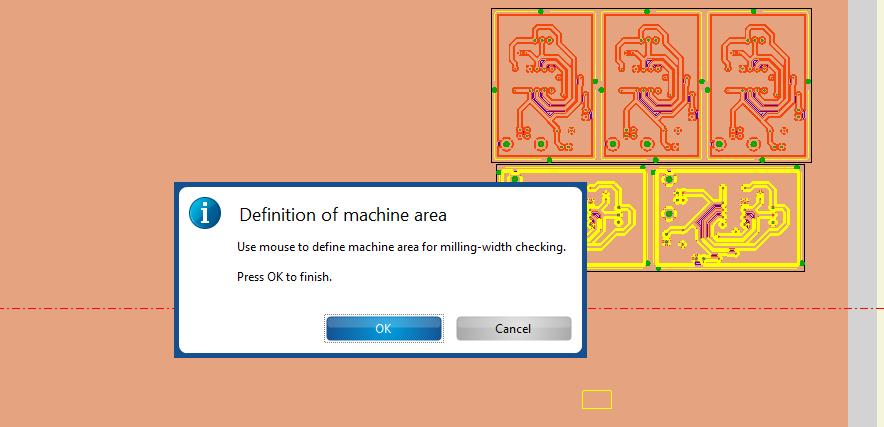 Definition of machine area
Use mouse to define machine area for milling-width checking.
Press OK to finish.
OK
Cancel